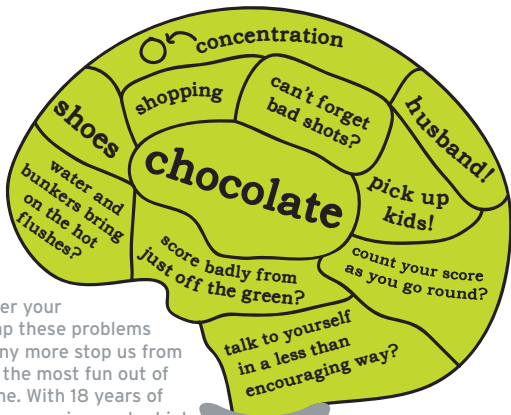 concentration
shopping
can't forget
bad shots?
husband!
shoes
chocolate
pick up
kids!
water and
bunkers bring
on the hot
flushes?
score badly from
just off the green?
count your score
as you go round?
talk to yourself
in a less than
encouraging way?
er your
p these problems
ny more stop us from
the most fun out of
ne. With 18 years of